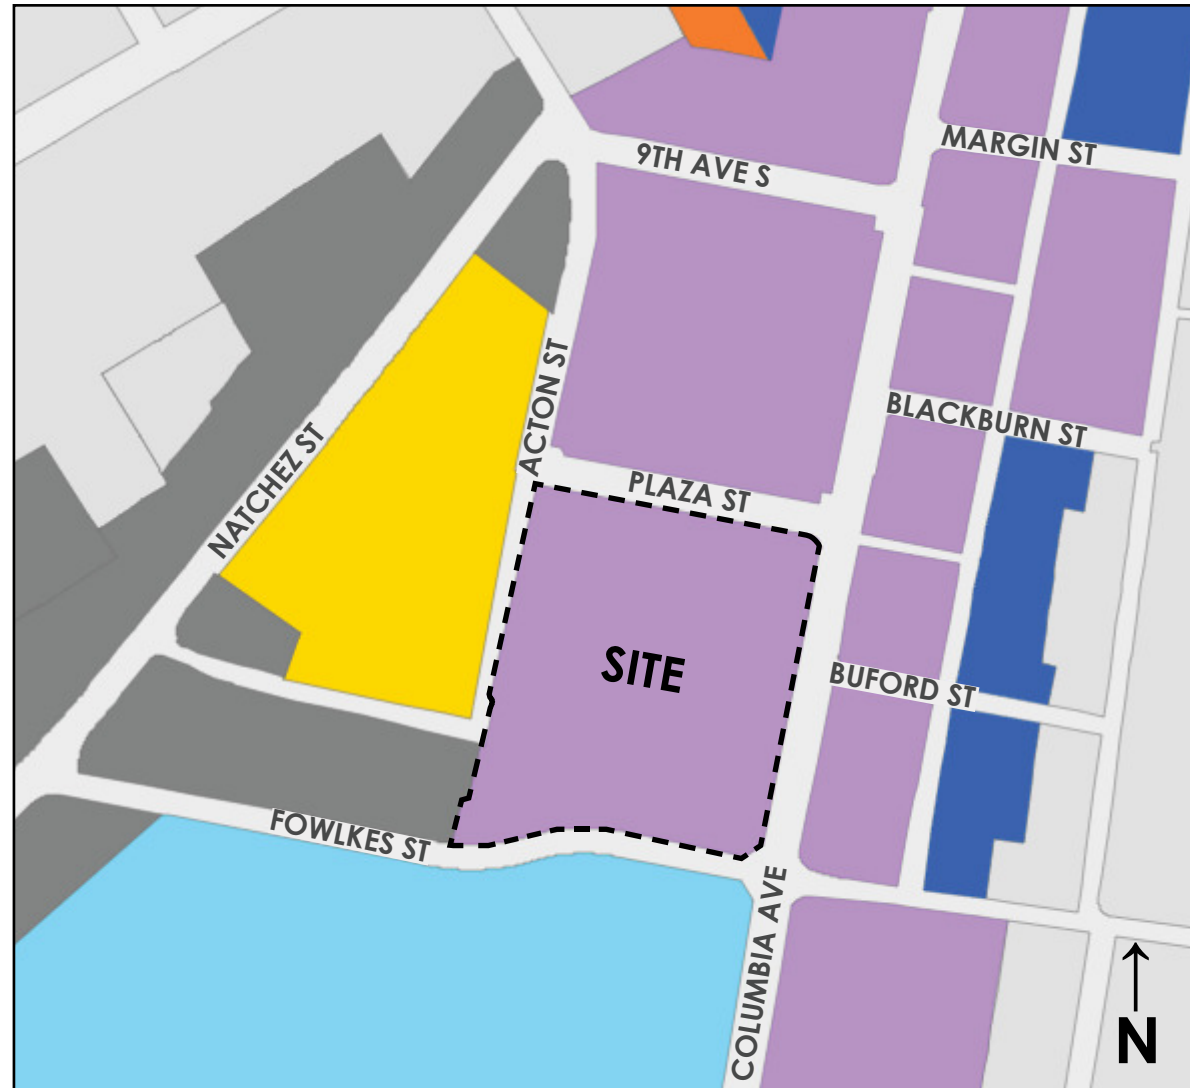 MARGIN ST
9TH AVE S
ACTON ST
BLACKBURN ST
NATCHEZ ST
PLAZA ST
SITE
BUFORD ST
FOWLKES ST
COLUMBIA AVE
N